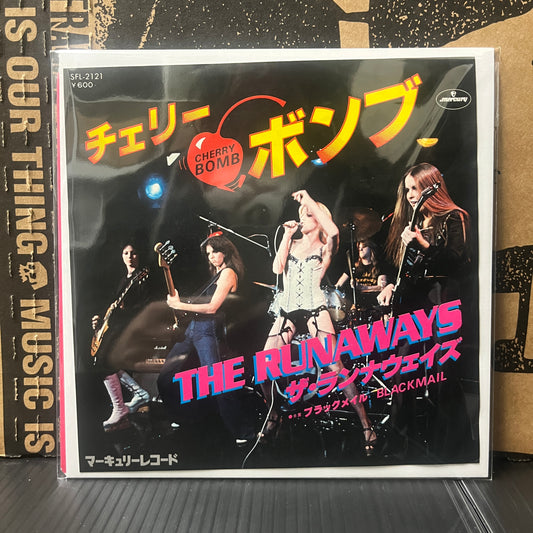 IS OUR THING
MUSIC IS
SFL-2121
¥600
mercury
チェリー
CHERRY
BOMB
ボンブ
THE RUNAWAYS
ザ・ランナウェイズ
ブラックメイル BLACKMAIL
マーキュリーレコード